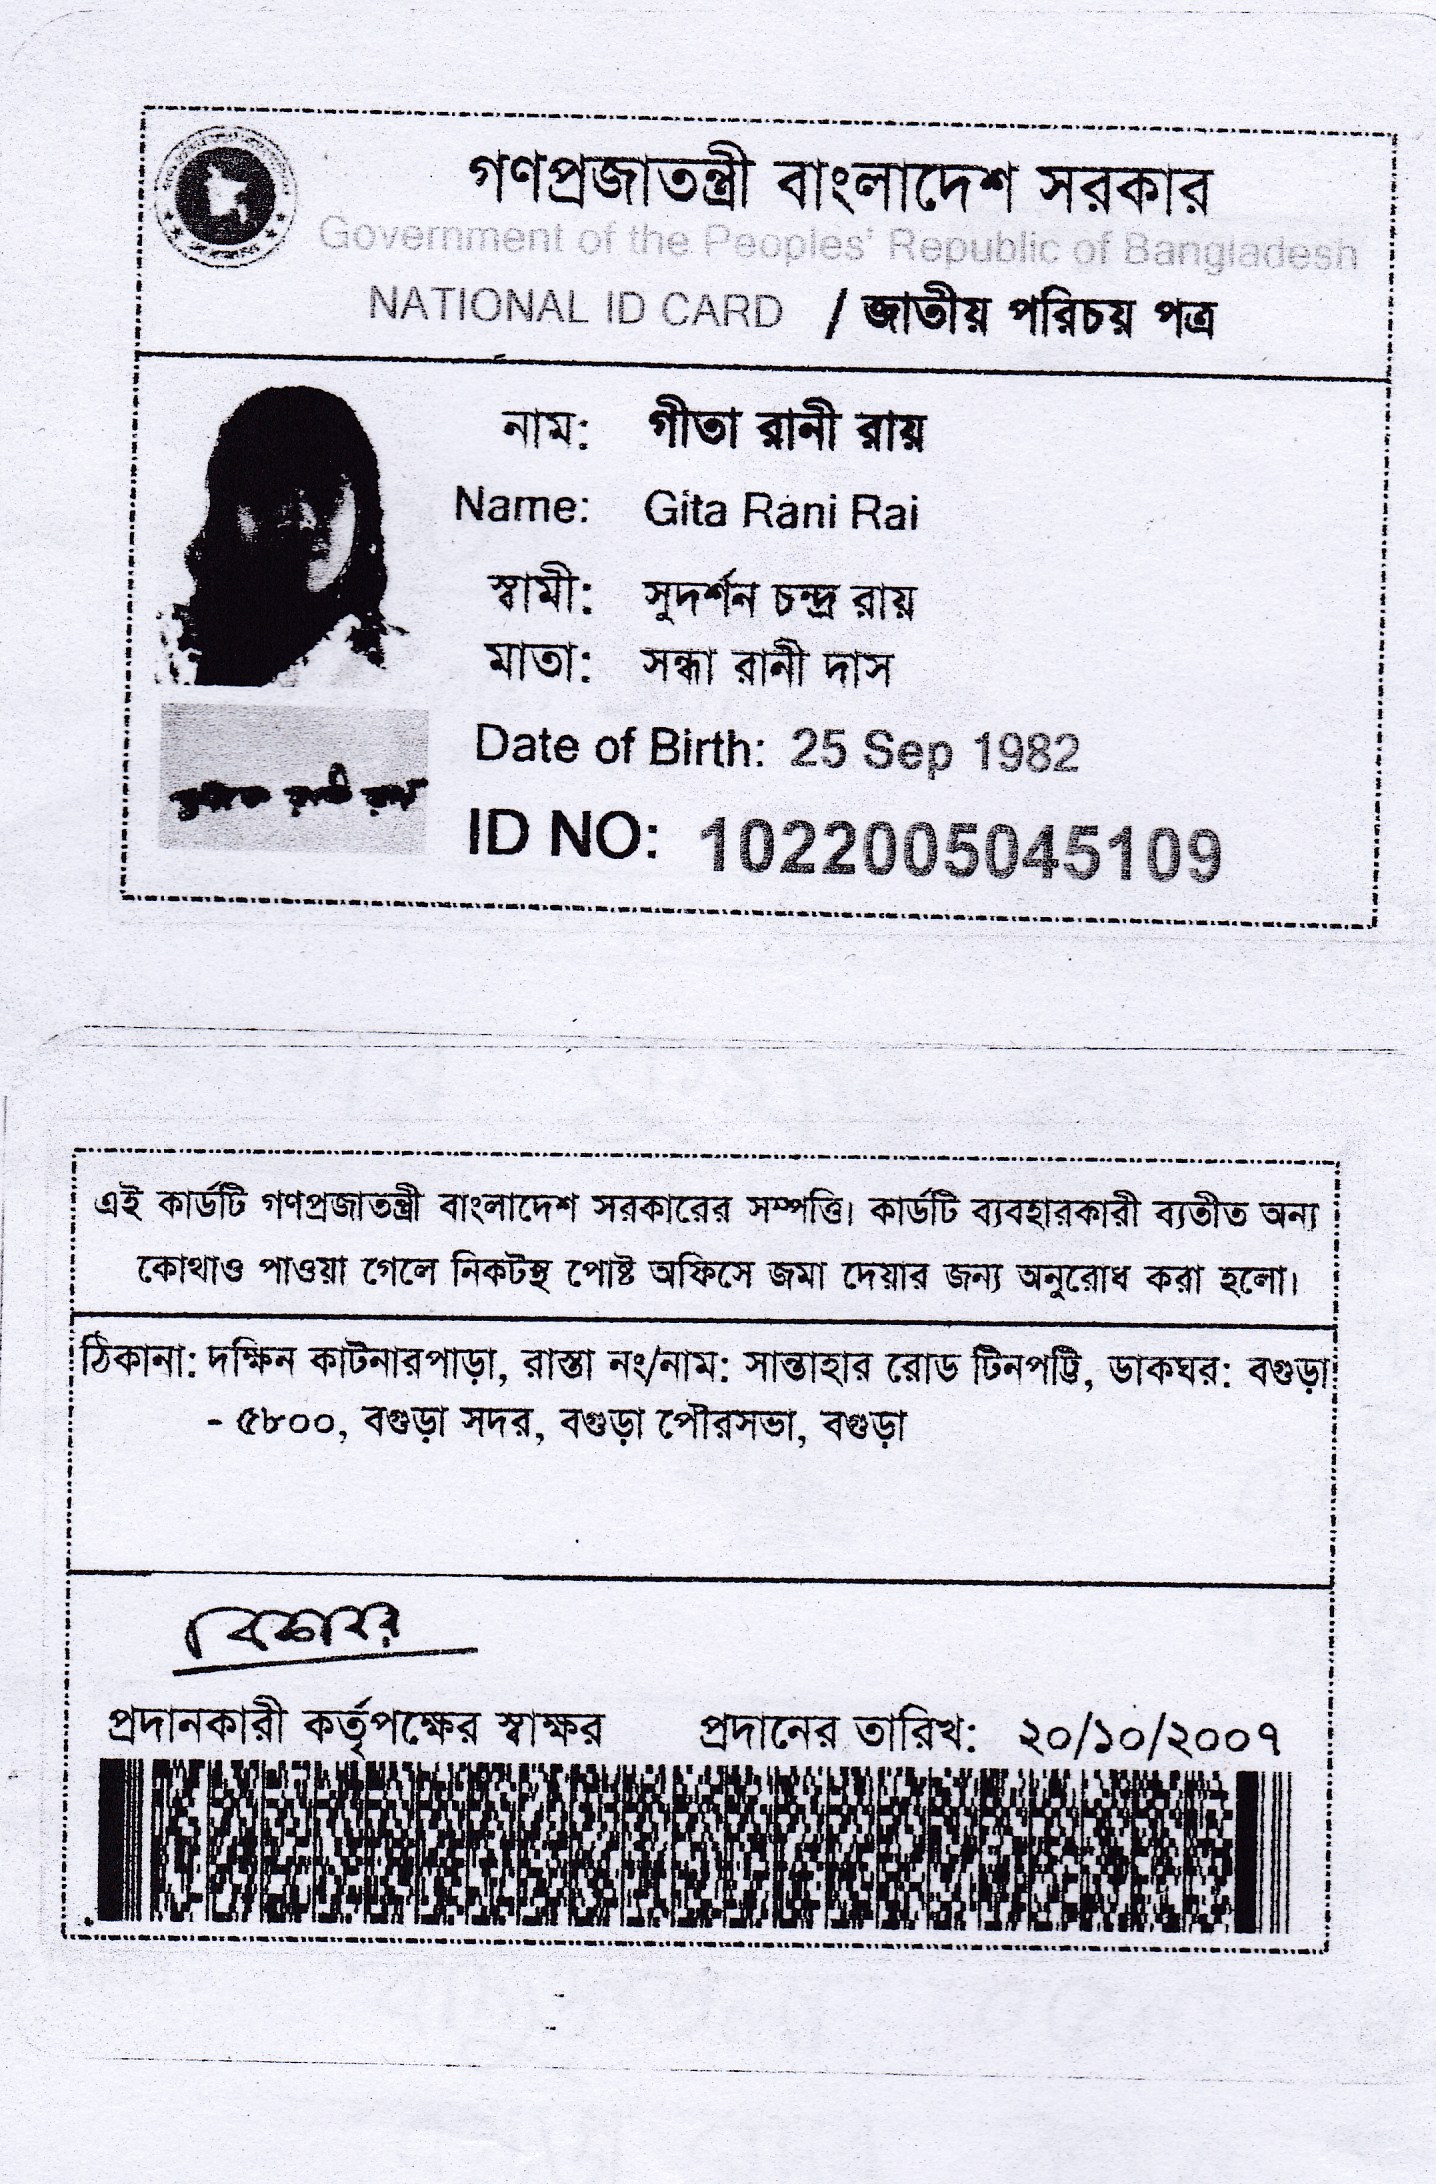 গণপ্রজাতন্ত্রী বাংলাদেশ সরকার
Government of the Peoples' Republic of Bangladesh
NATIONAL ID CARD / জাতীয় পরিচয় পত্র
নাম: গীতা রানী রায়
Name: Gita Rani Rai
স্বামী: সুদর্শন চন্দ্র রায়
মাতা: সন্ধা রানী দাস
Date of Birth: 25 Sep 1982
রানী রায়
ID NO: 1022005045109
এই কার্ডটি গণপ্রজাতন্ত্রী বাংলাদেশ সরকারের সম্পত্তি। কার্ডটি ব্যবহারকারী ব্যতীত অন্য
কোথাও পাওয়া গেলে নিকটস্থ পোষ্ট অফিসে জমা দেয়ার জন্য অনুরোধ করা হলো।
ঠিকানা: দক্ষিন কাটনারপাড়া, রাস্তা নং/নাম: সান্তাহার রোড টিনপট্টি, ডাকঘর: বগুড়া
- ৫৮০০, বগুড়া সদর, বগুড়া পৌরসভা, বগুড়া
প্রদানকারী কর্তৃপক্ষের স্বাক্ষর প্রদানের তারিখ: ২০/১০/২০০৭